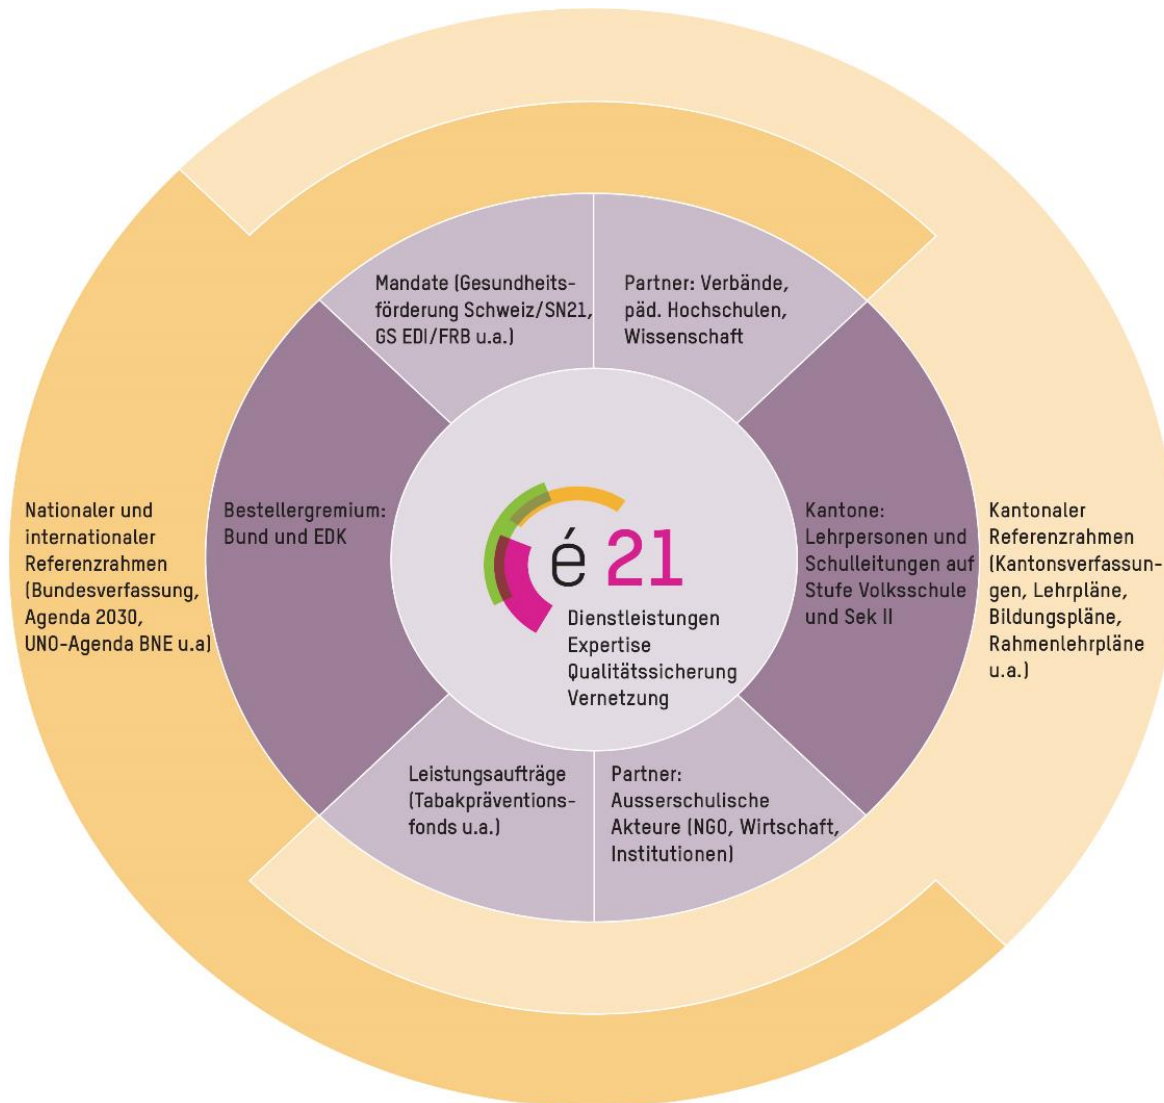 Mandate (Gesundheits-
förderung Schweiz/SN21,
GS EDI/FRB u.a.)
Partner: Verbände,
päd. Hochschulen,
Wissenschaft
Nationaler und
internationaler
Referenzrahmen
(Bundesverfassung,
Agenda 2030,
UNO-Agenda BNE u.a)
Bestellergremium:
Bund und EDK
é 21
Dienstleistungen
Expertise
Qualitätssicherung
Vernetzung
Kantone:
Lehrpersonen und
Schulleitungen auf
Stufe Volksschule
und Sek II
Kantonaler
Referenzrahmen
(Kantonsverfassun-
gen, Lehrpläne,
Bildungspläne,
Rahmenlehrpläne
u.a.)
Leistungsaufträge
(Tabakpräventions-
fonds u.a.)
Partner:
Ausserschulische
Akteure (NGO, Wirtschaft,
Institutionen)